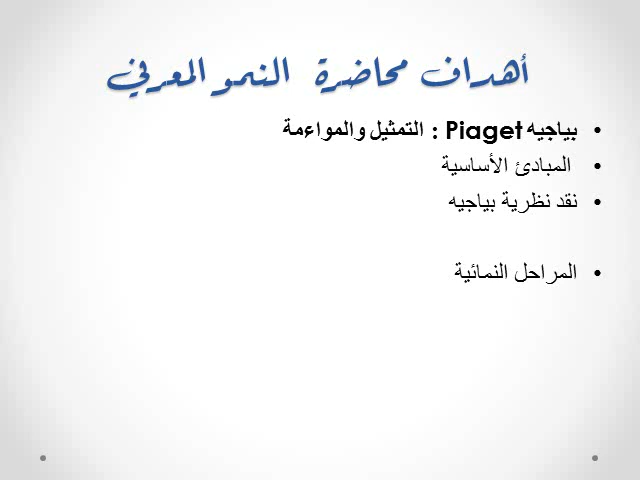 أهداف محاضرة النمو المعرفي
• بياجيه Piaget : التمثيل والمواءمة
• المبادئ الأساسية
• نقد نظرية بياجيه
• المراحل النمائية